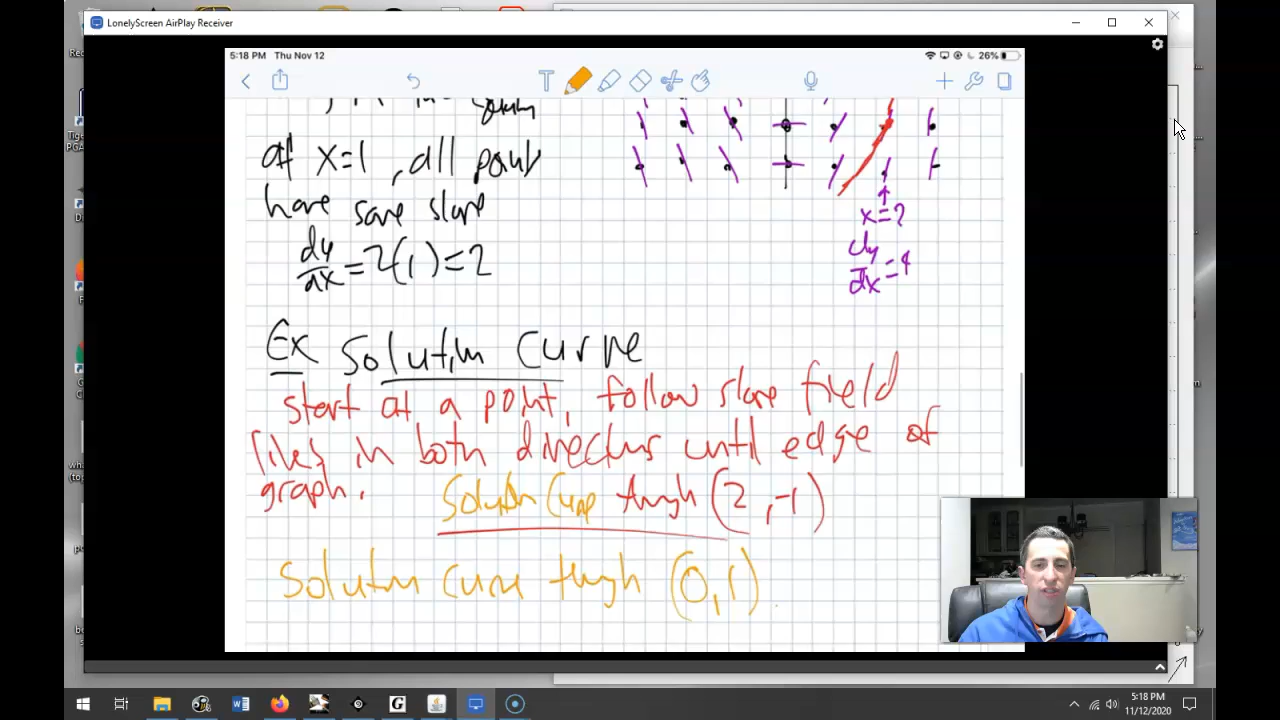 LonelyScreen AirPlay Receiver
5:18 PM Thu Nov 12
26%
at x=1, all points
have same slope
dy/dx = 2(1) = 2
x=2
dy/dx = 4
Ex Solution Curve
start at a point, follow slope field
lines in both directions until edge of
graph.
Solution Curve through (2,-1)
Solution curve through (0,1)
5:18 PM
11/12/2020